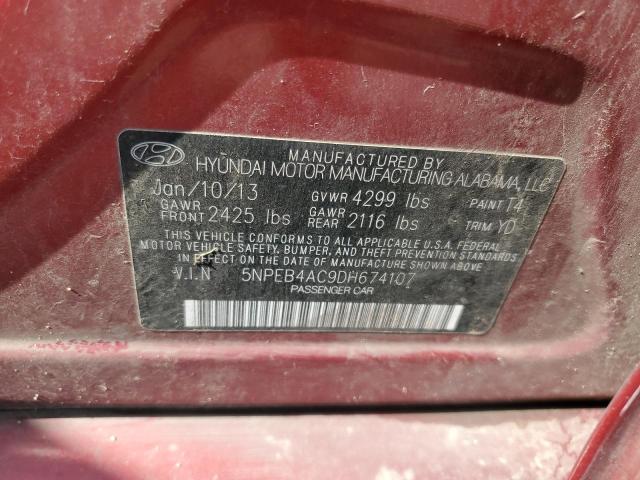 MANUFACTURED BY
HYUNDAI MOTOR MANUFACTURING ALABAMA, LLC
Jan/10/13 GVWR 4299 lbs PAINT T4
GAWR FRONT 2425 lbs GAWR REAR 2116 lbs TRIM YD
THIS VEHICLE CONFORMS TO ALL APPLICABLE U.S.A. FEDERAL
MOTOR VEHICLE SAFETY, BUMPER, AND THEFT PREVENTION STANDARDS
IN EFFECT ON THE DATE OF MANUFACTURE SHOWN ABOVE.
V.I.N 5NPEB4AC9DH674107
PASSENGER CAR